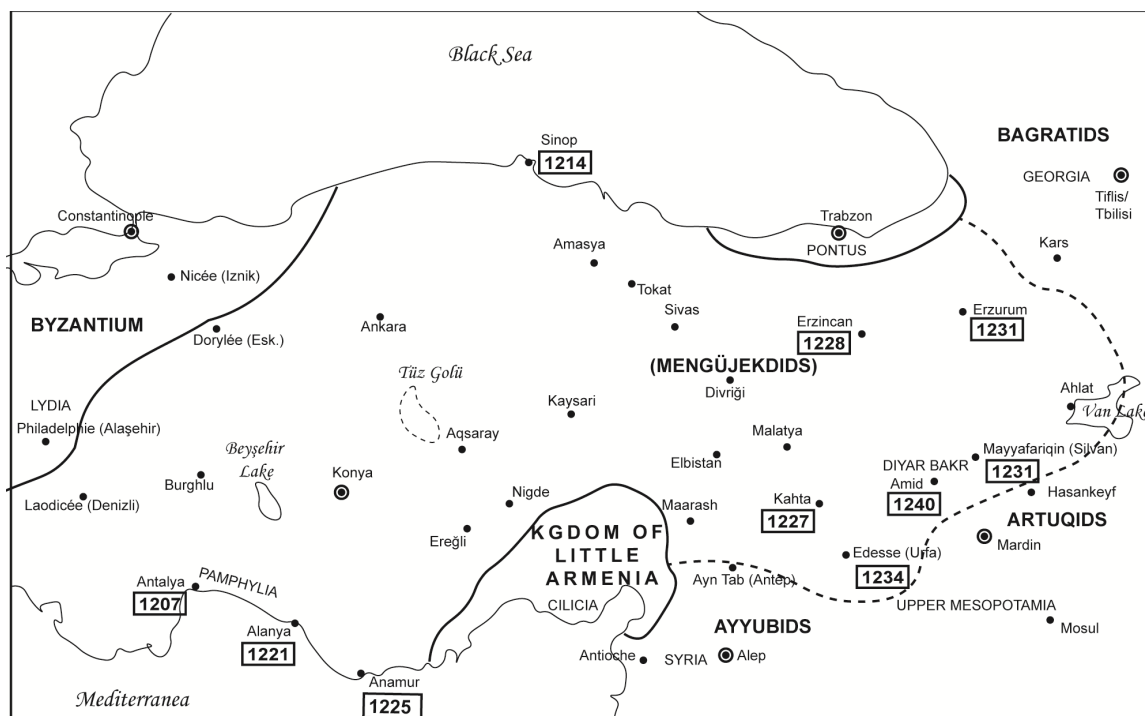 Black Sea
Sinop
1214
BAGRATIDS
GEORGIA
Tiflis/
Tbilisi
Constantinople
Trabzon
PONTUS
Kars
Amasya
Nicée (Iznik)
Tokat
Sivas
Erzurum
1231
BYZANTIUM
Dorylée (Esk.)
Ankara
Erzincan
1228
(MENGÜJEKDIDS)
Divriği
Tüz Golü
Ahlat
Van Lake
LYDIA
Philadelphie (Alaşehir)
Kaysari
Aqsaray
Malatya
Elbistan
Mayyafariqin (Silvan)
1231
DIYAR BAKR
Amid
1240
Hasankeyf
Beyşehir
Lake
Burghlu
Konya
Laodicée (Denizli)
Nigde
Maarash
Kahta
1227
ARTUQIDS
Mardin
Ereğli
KGDOM OF
LITTLE
ARMENIA
Edesse (Urfa)
1234
Ayn Tab (Antep)
Antalya
1207
PAMPHYLIA
CILICIA
UPPER MESOPOTAMIA
Mosul
Alanya
1221
AYYUBIDS
Antioche
SYRIA
Alep
Anamur
1225
Mediterranea